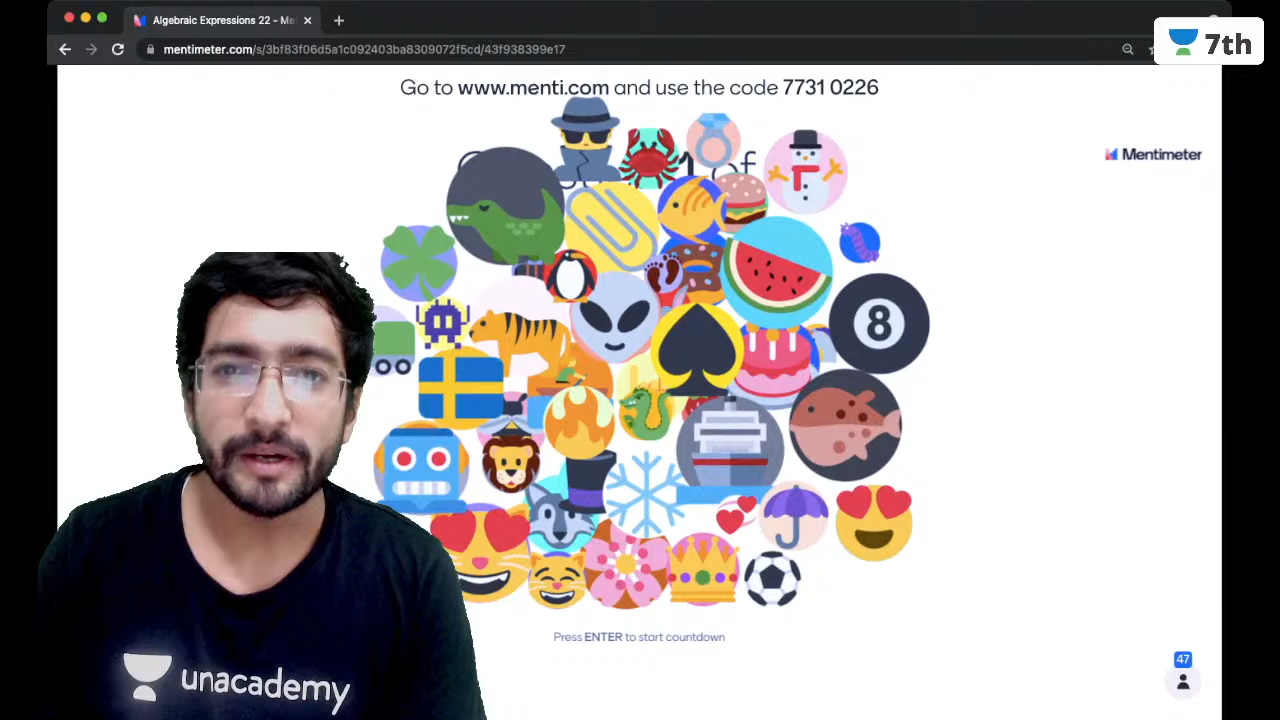 Algebraic Expressions 22 - Me
7th
mentimeter.com/s/3bf83f06d5a1c092403ba8309072f5cd/43f938399e17
Go to www.menti.com and use the code 7731 0226
Mentimeter
of
8
Press ENTER to start countdown
47
unacademy